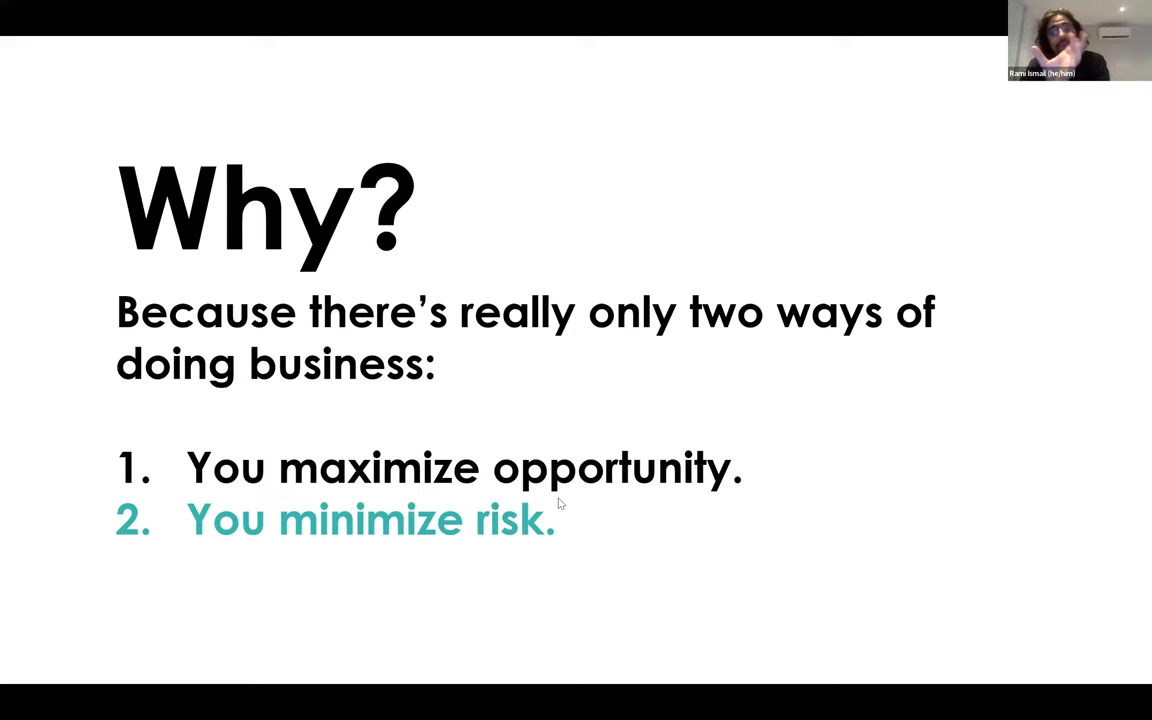 Rami Ismail (he/him)
Why?
Because there's really only two ways of
doing business:
1. You maximize opportunity.
2. You minimize risk.